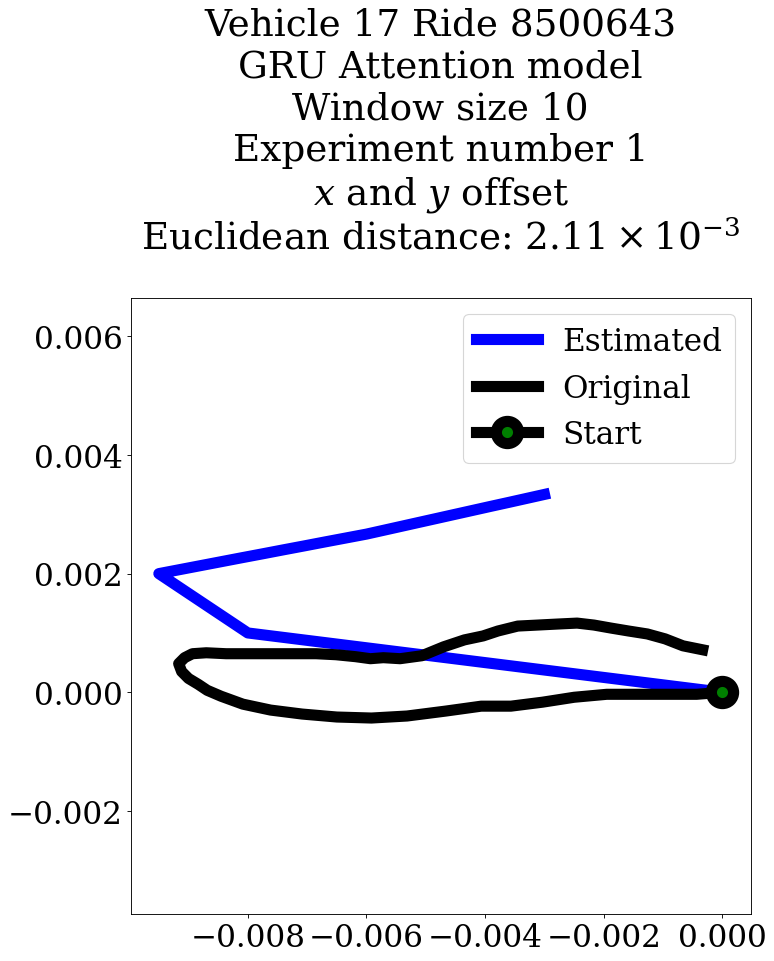 Vehicle 17 Ride 8500643
GRU Attention model
Window size 10
Experiment number 1
x and y offset
Euclidean distance: 2.11 × 10⁻³
Estimated
Original
Start
0.006
0.004
0.002
0.000
−0.002
−0.008 −0.006 −0.004 −0.002 0.000